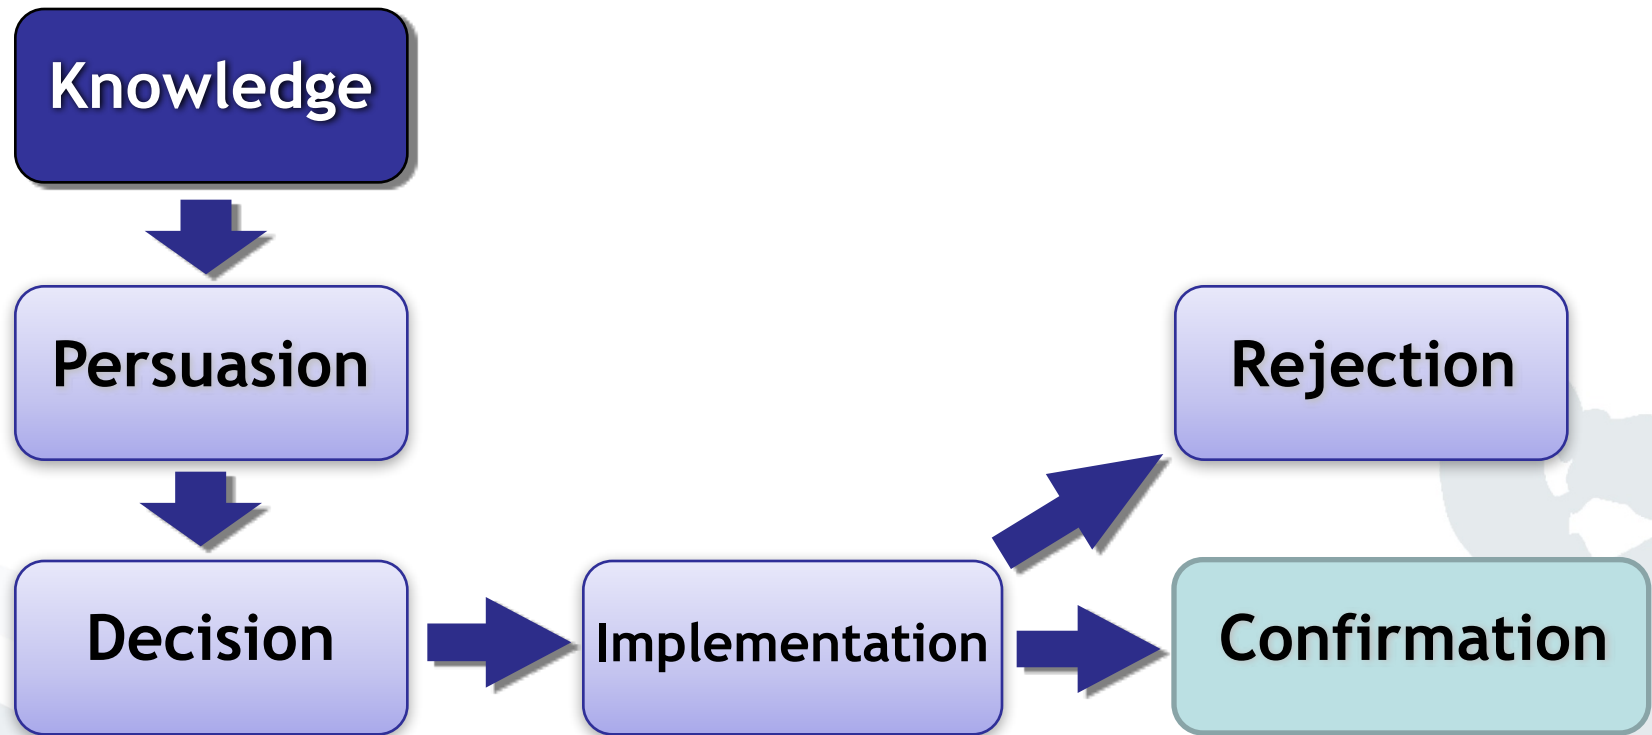 Knowledge
Persuasion
Rejection
Decision
Implementation
Confirmation